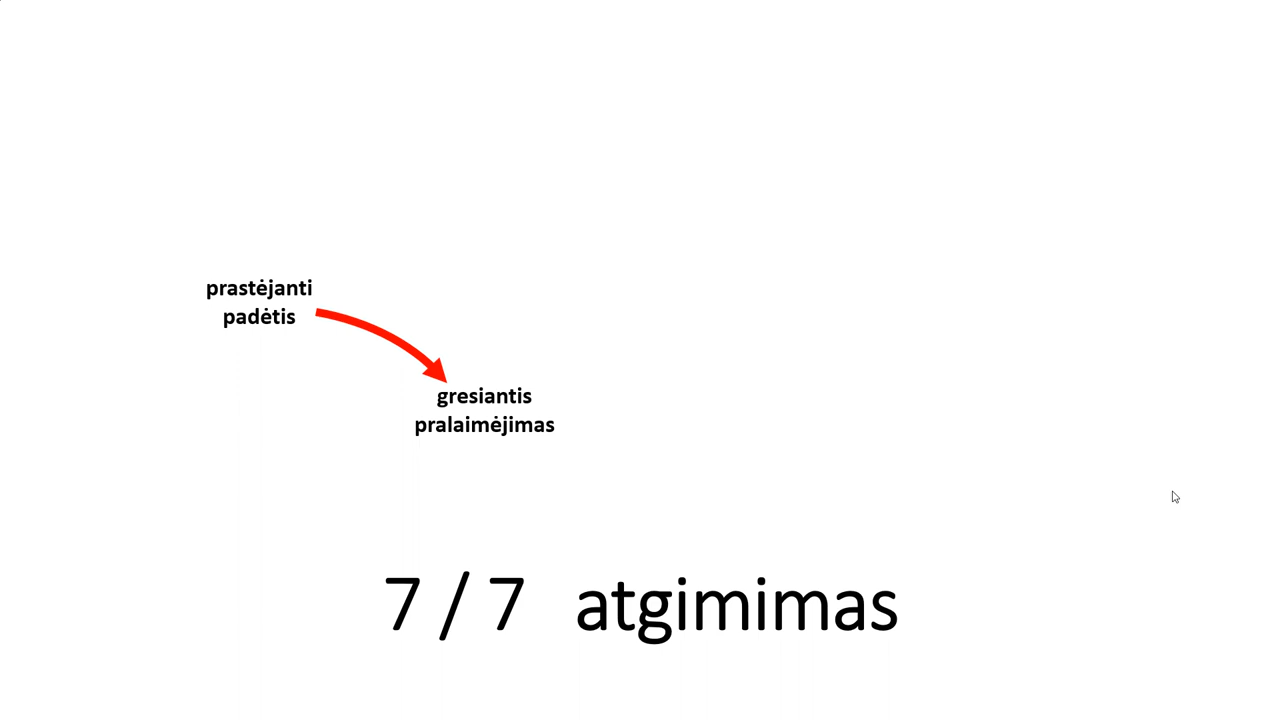 prastėjanti
padėtis
gresiantis
pralaimėjimas
7 / 7 atgimimas